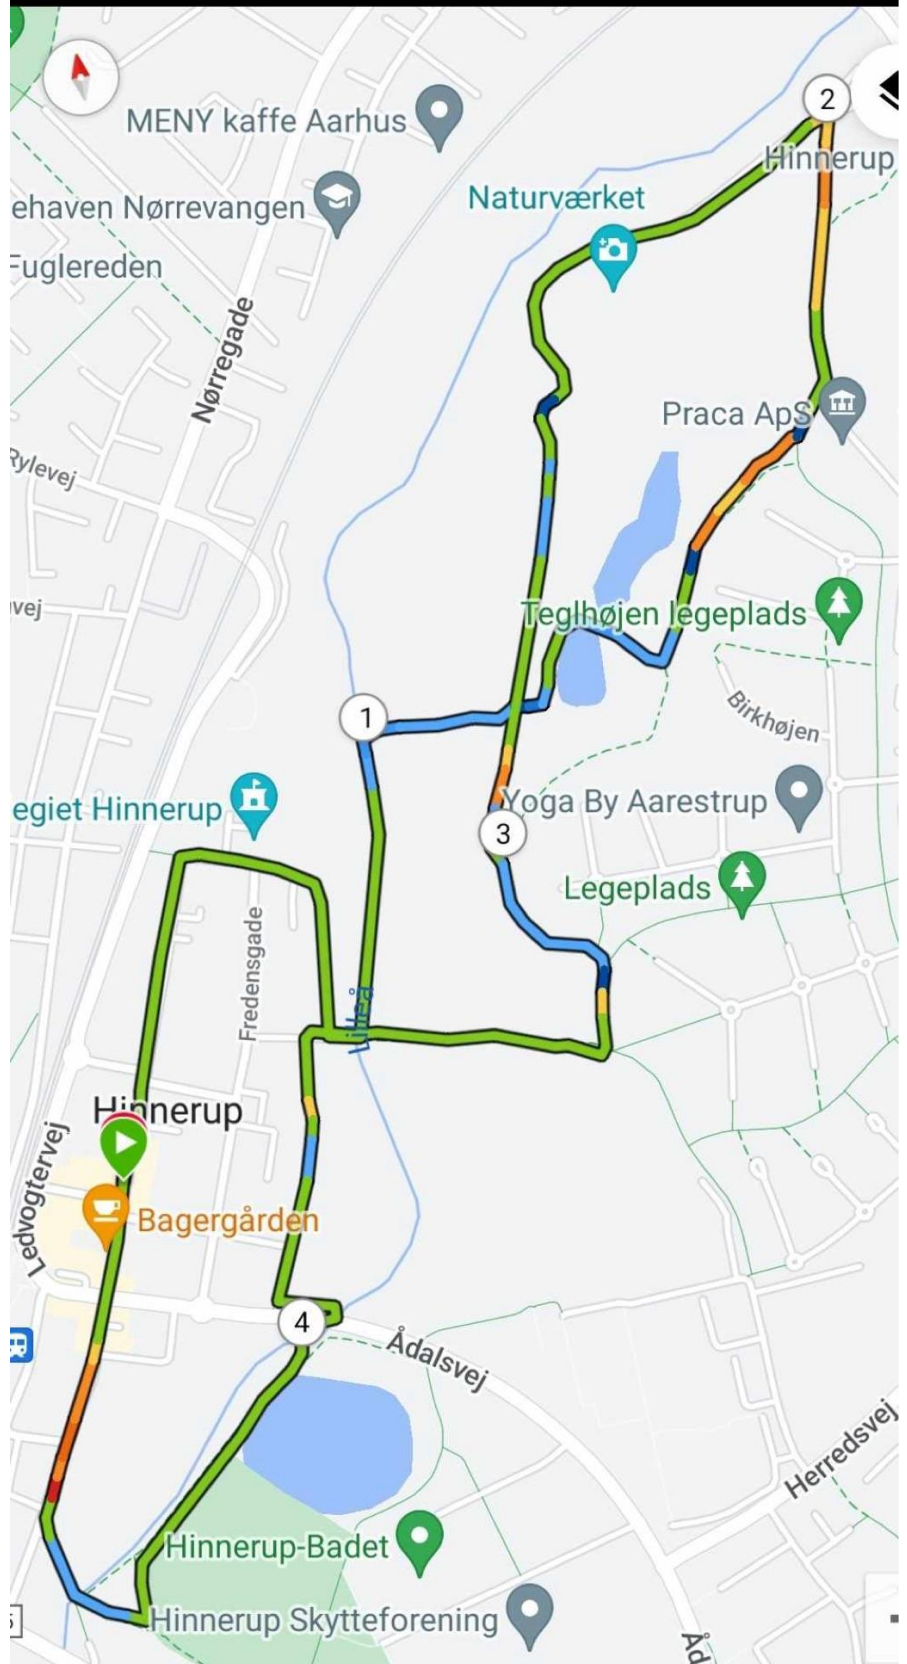 2
MENY kaffe Aarhus
Hinnerup
Naturværket
ehaven Nørrevangen
Fuglereden
Nørregade
Praca ApS
Rylevej
vej
Teglhøjen legeplads
Birkhøjen
1
egiet Hinnerup
Yoga By Aarestrup
3
Legeplads
Fredensgade
Lilleå
Hinnerup
Ledvogtervej
Bagergården
4
Ådalsvej
Herredsvej
Hinnerup-Badet
Hinnerup Skytteforening
Åd